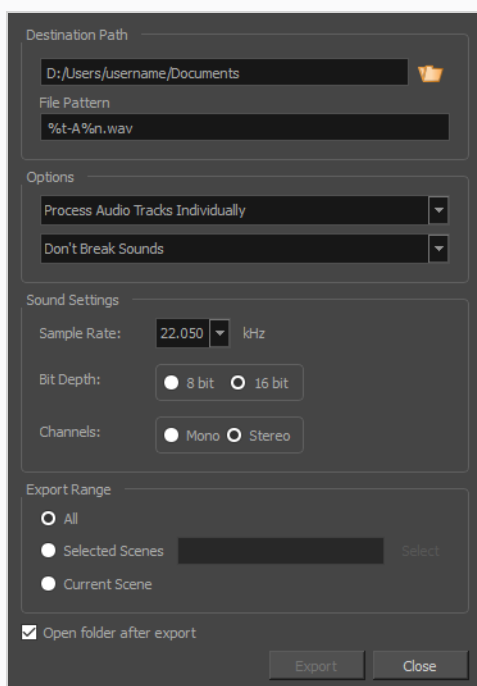 Destination Path
D:/Users/username/Documents
File Pattern
%t-A%n.wav
Options
Process Audio Tracks Individually
Don't Break Sounds
Sound Settings
Sample Rate: 22.050 kHz
Bit Depth: 8 bit 16 bit
Channels: Mono Stereo
Export Range
All
Selected Scenes Select
Current Scene
Open folder after export
Export Close